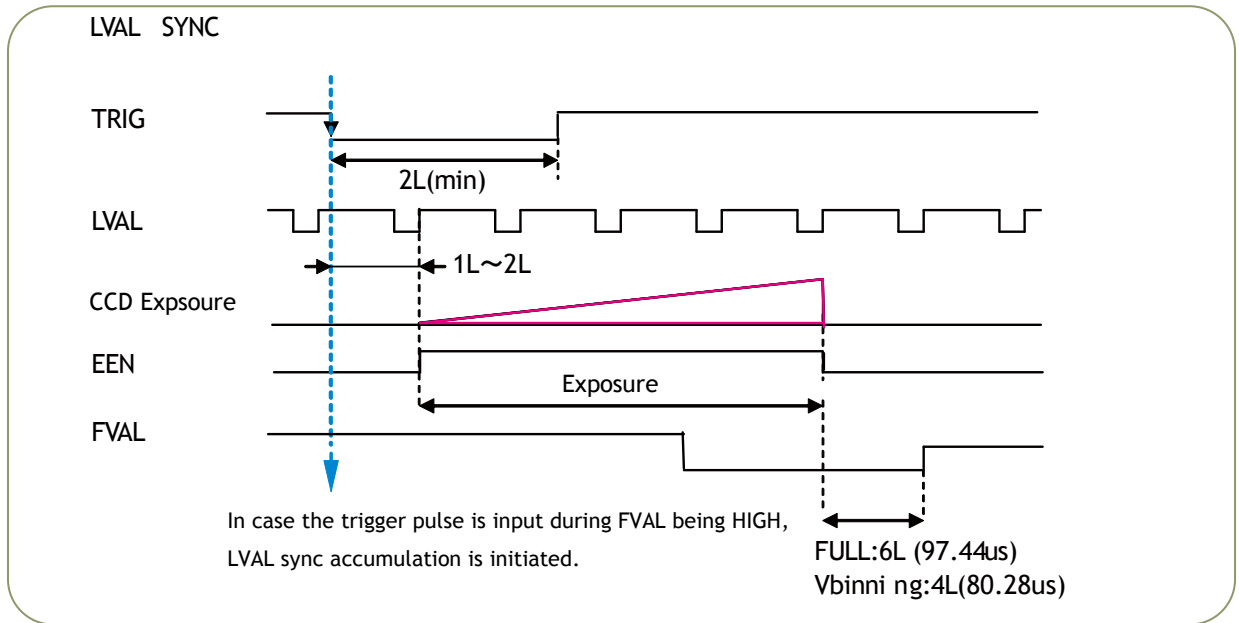 LVAL SYNC
TRIG
2L(min)
LVAL
1L~2L
CCD Expsoure
EEN
Exposure
FVAL
In case the trigger pulse is input during FVAL being HIGH,
LVAL sync accumulation is initiated.
FULL:6L (97.44us)
Vbinni ng:4L(80.28us)